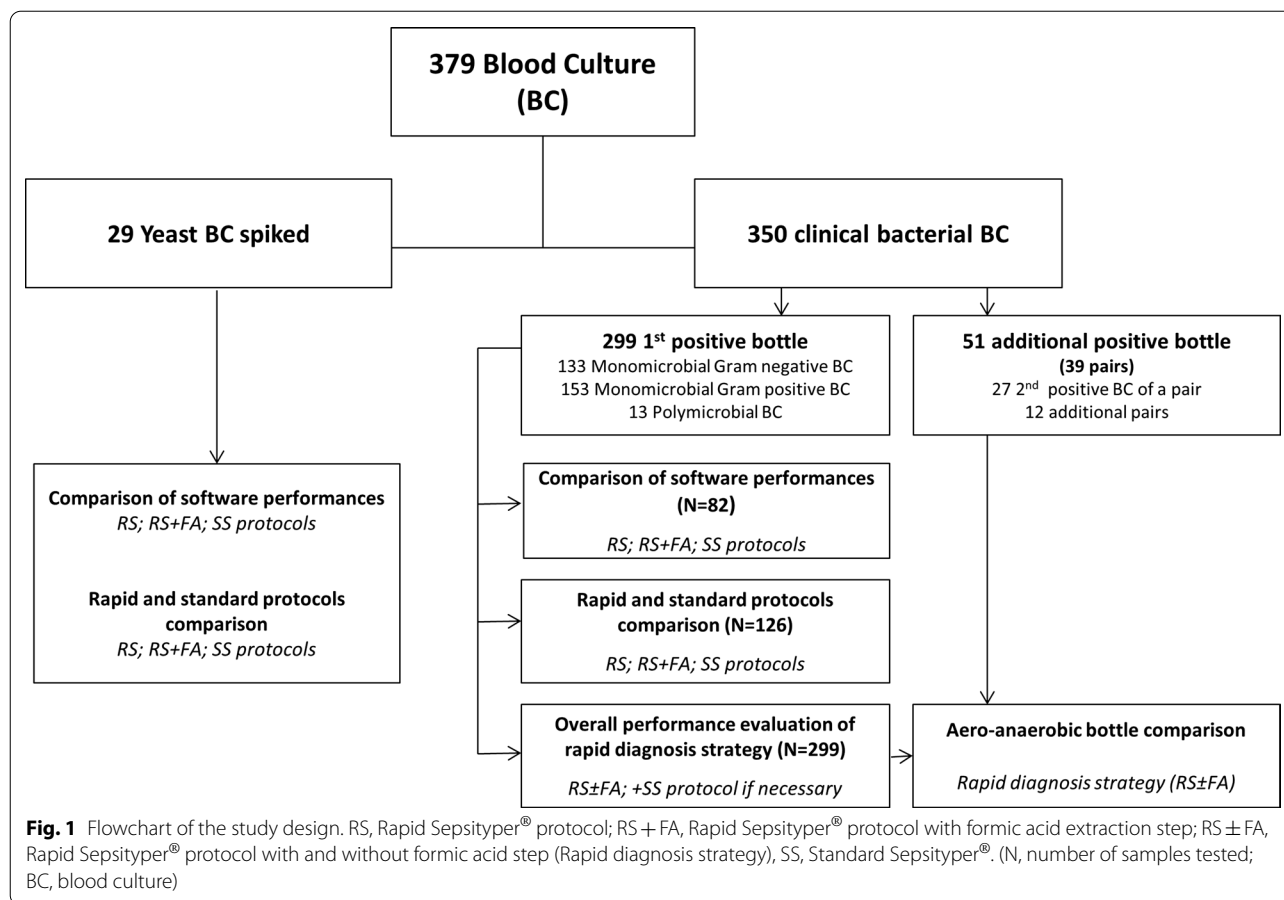 379 Blood Culture
(BC)
29 Yeast BC spiked
350 clinical bacterial BC
299 1st positive bottle
133 Monomicrobial Gram negative BC
153 Monomicrobial Gram positive BC
13 Polymicrobial BC
51 additional positive bottle
(39 pairs)
27 2nd positive BC of a pair
12 additional pairs
Comparison of software performances
RS; RS+FA; SS protocols
Rapid and standard protocols
comparison
RS; RS+FA; SS protocols
Comparison of software performances
(N=82)
RS; RS+FA; SS protocols
Rapid and standard protocols
comparison (N=126)
RS; RS+FA; SS protocols
Overall performance evaluation of
rapid diagnosis strategy (N=299)
RS±FA; +SS protocol if necessary
Aero-anaerobic bottle comparison
Rapid diagnosis strategy (RS±FA)
Fig. 1 Flowchart of the study design. RS, Rapid Sepsityper® protocol; RS + FA, Rapid Sepsityper® protocol with formic acid extraction step; RS ± FA,
Rapid Sepsityper® protocol with and without formic acid step (Rapid diagnosis strategy), SS, Standard Sepsityper®. (N, number of samples tested;
BC, blood culture)